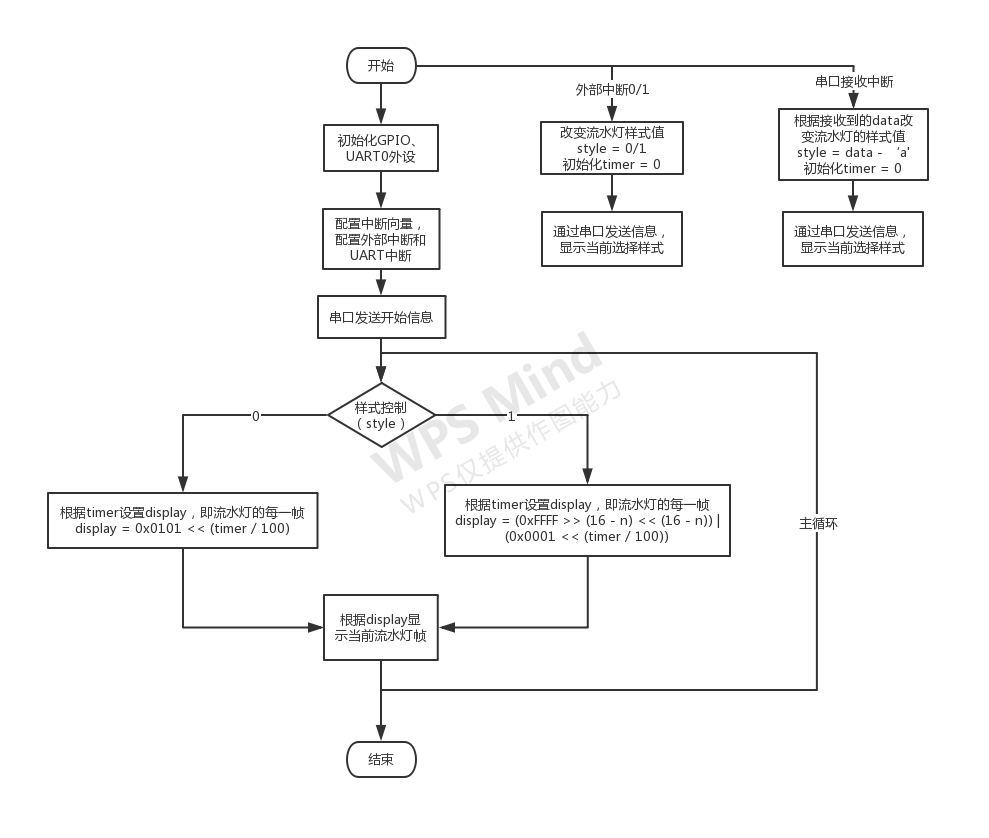 开始
外部中断0/1
串口接收中断
初始化GPIO、
UART0外设
改变流水灯样式值
style = 0/1
初始化timer = 0
根据接收到的data改
变流水灯的样式值
style = data - ‘a'
初始化timer = 0
配置中断向量，
配置外部中断和
UART中断
通过串口发送信息，
显示当前选择样式
通过串口发送信息，
显示当前选择样式
串口发送开始信息
样式控制
（ style ）
0
1
WPS Mind
WPS仅提供作图能力
根据timer设置display，即流水灯的每一帧
display = 0x0101 << (timer / 100)
根据timer设置display，即流水灯的每一帧
display = (0xFFFF >> (16 - n) << (16 - n)) |
(0x0001 << (timer / 100))
主循环
根据display显
示当前流水灯帧
结束